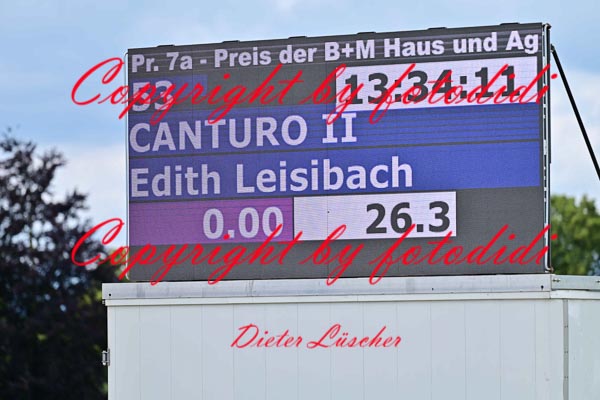 Pr. 7a - Preis der B+M Haus und Ag
Copyright by fotodidi
13:34:11
CANTURO II
Edith Leisibach
0.00 26.3
Copyright by fotodidi
Dieter Lüscher